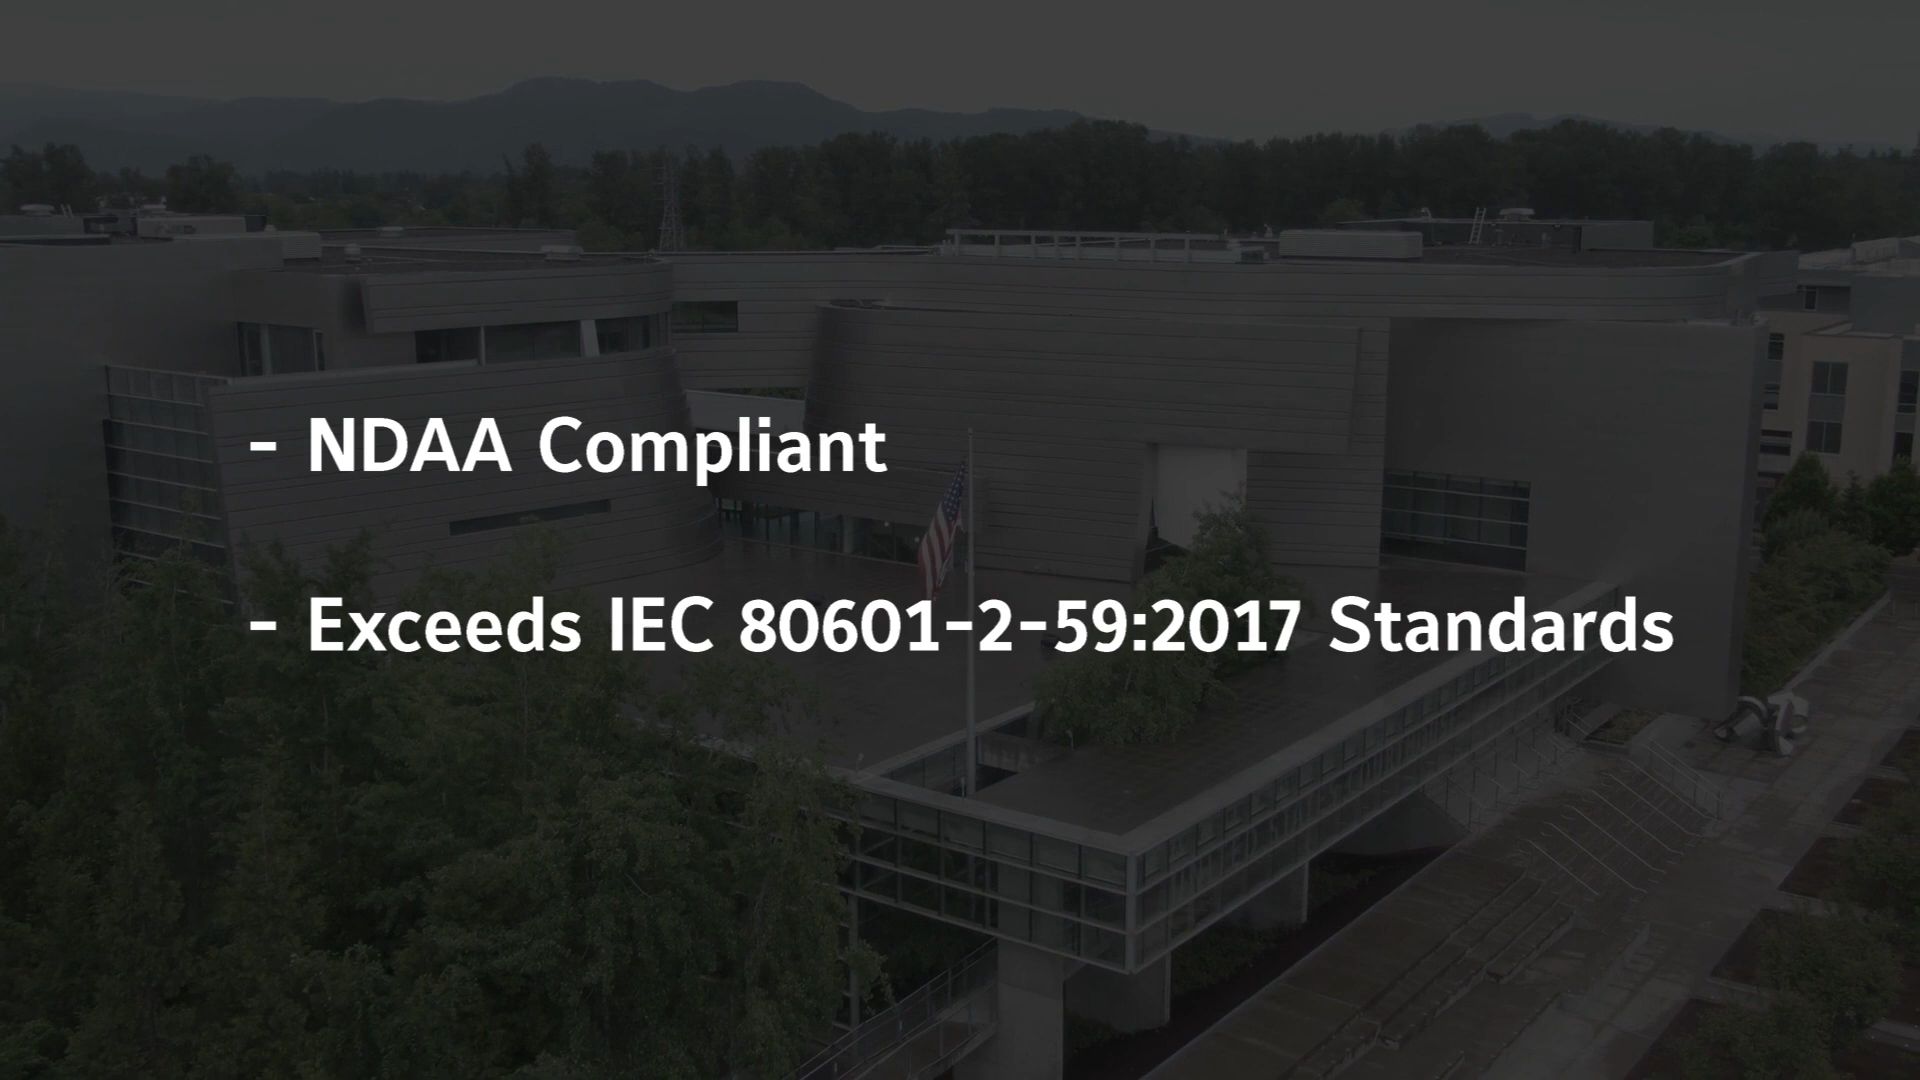 - NDAA Compliant
- Exceeds IEC 80601-2-59:2017 Standards